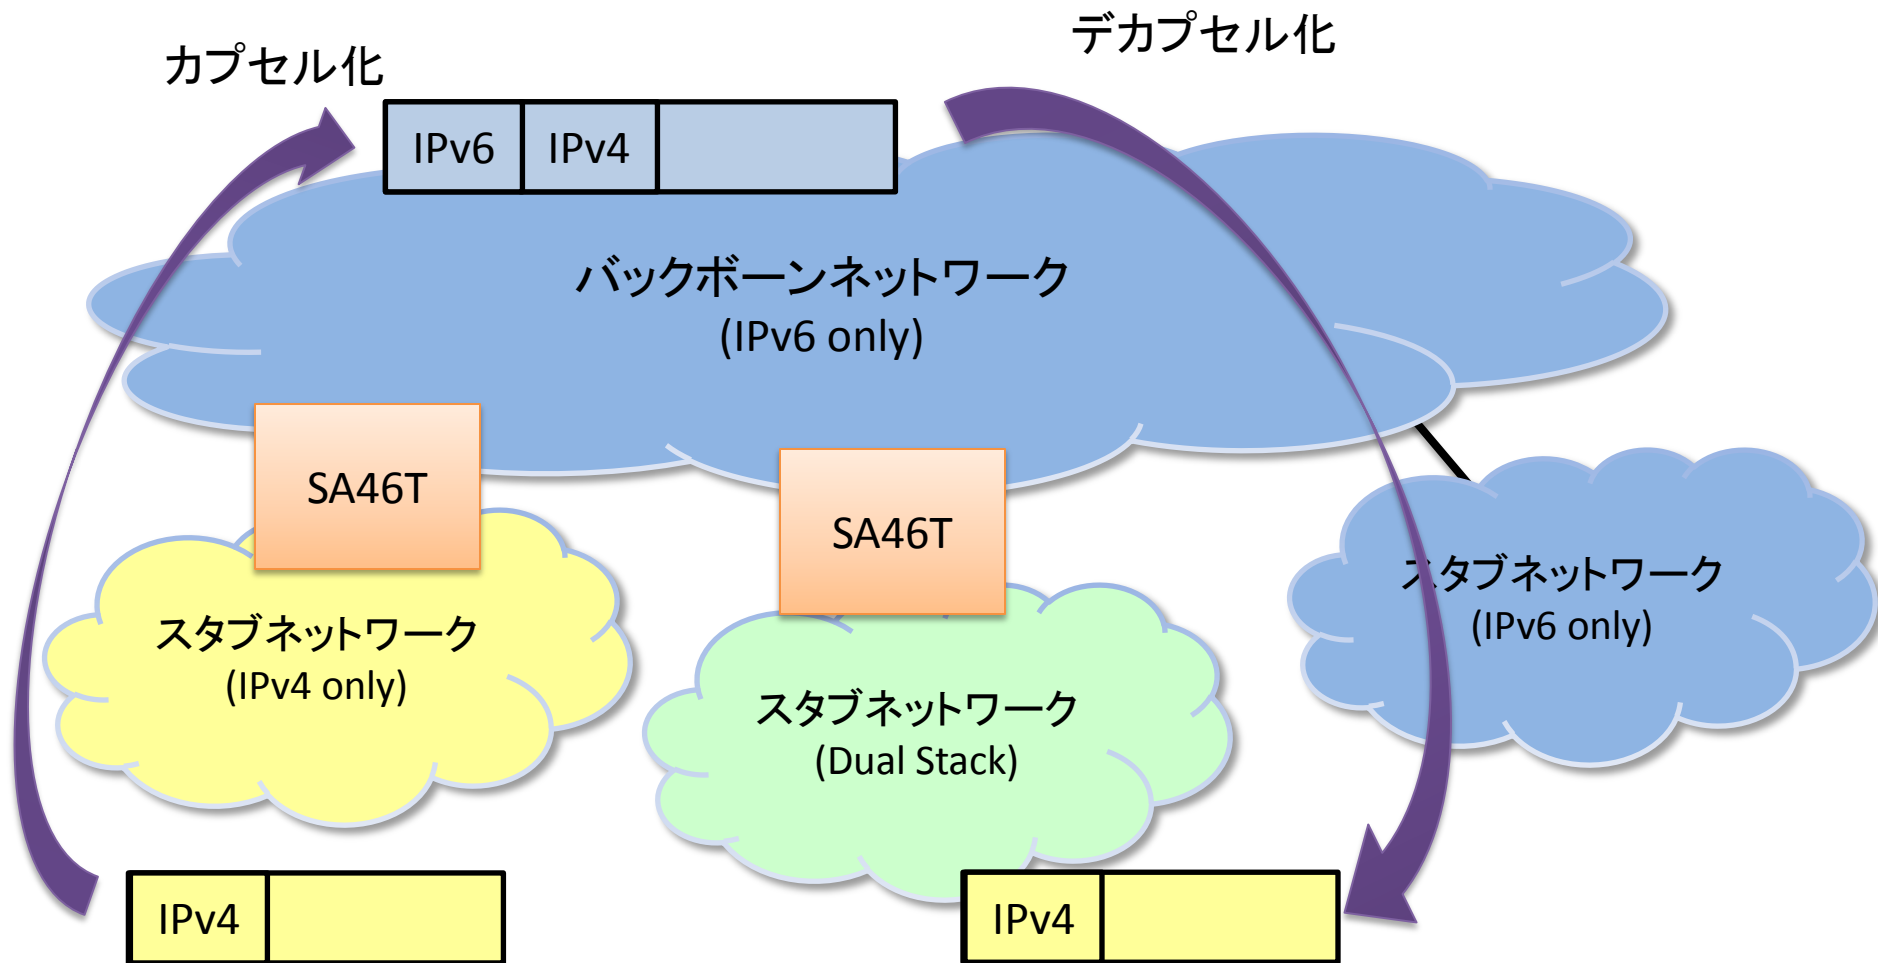 カプセル化
デカプセル化
IPv6 IPv4
バックボーンネットワーク
(IPv6 only)
SA46T
SA46T
スタブネットワーク
(IPv4 only)
スタブネットワーク
(Dual Stack)
スタブネットワーク
(IPv6 only)
IPv4
IPv4